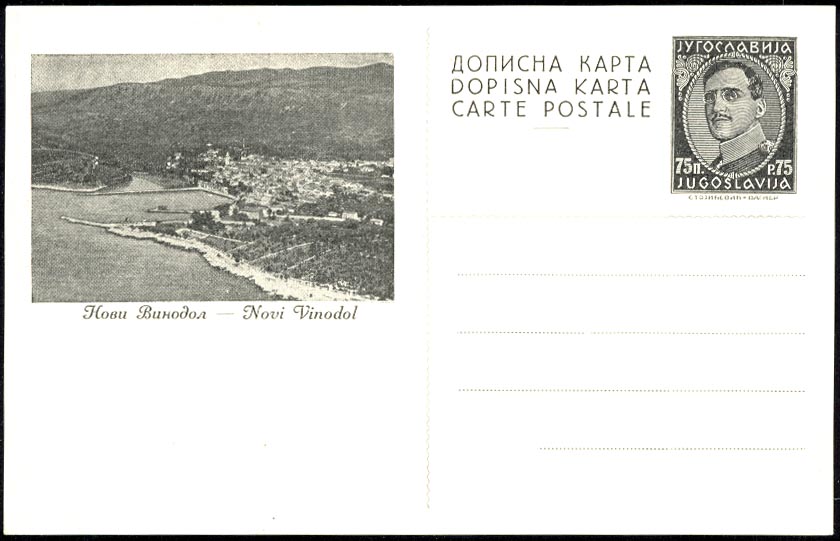 Нови Винодол — Novi Vinodol
ДОПИСНА КАРТА
DOPISNA KARTA
CARTE POSTALE
ЈУГОСЛАВИЈА
75П. P.75
JUGOSLAVIJA